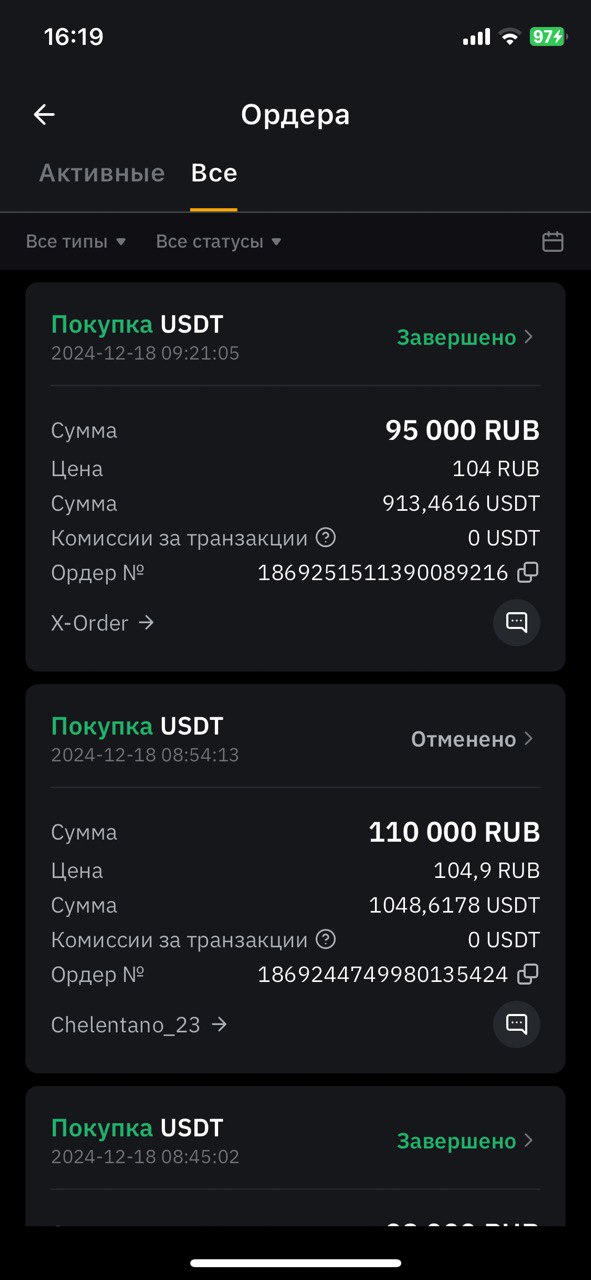 16:19
97
Ордера
Активные Все
Все типы Все статусы
Покупка USDT
2024-12-18 09:21:05
Завершено
Сумма 95 000 RUB
Цена 104 RUB
Сумма 913,4616 USDT
Комиссии за транзакции ? 0 USDT
Ордер № 1869251511390089216
X-Order →
Покупка USDT
2024-12-18 08:54:13
Отменено
Сумма 110 000 RUB
Цена 104,9 RUB
Сумма 1048,6178 USDT
Комиссии за транзакции ? 0 USDT
Ордер № 1869244749980135424
Chelentano_23 →
Покупка USDT
2024-12-18 08:45:02
Завершено